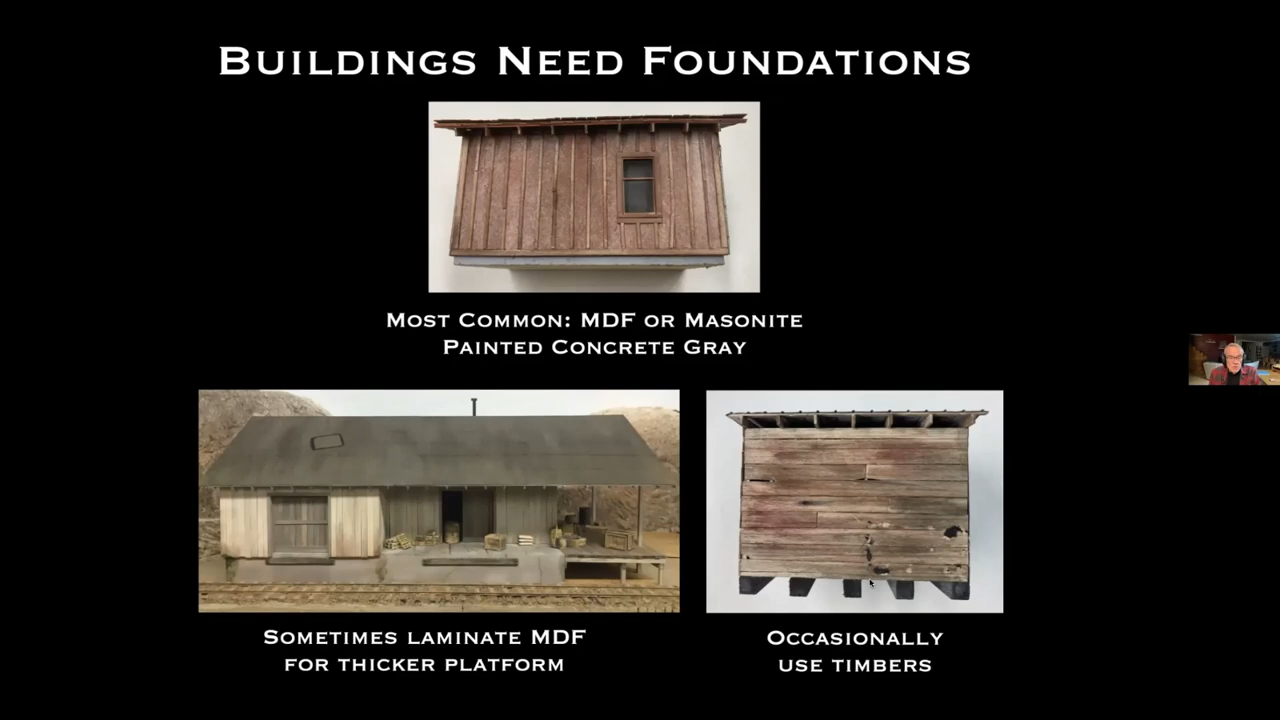 Buildings Need Foundations
Most Common: MDF or Masonite
Painted Concrete Gray
Sometimes laminate MDF
for thicker platform
Occasionally
use timbers